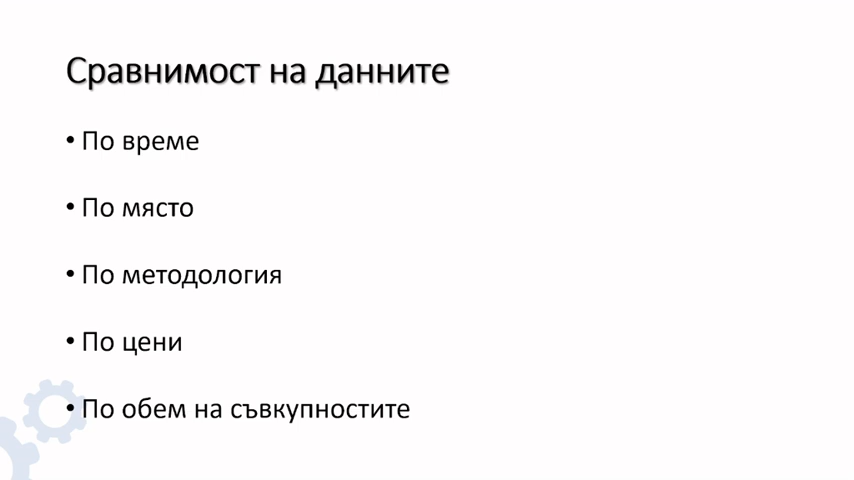 Сравнимост на данните
• По време
• По място
• По методология
• По цени
• По обем на съвкупностите